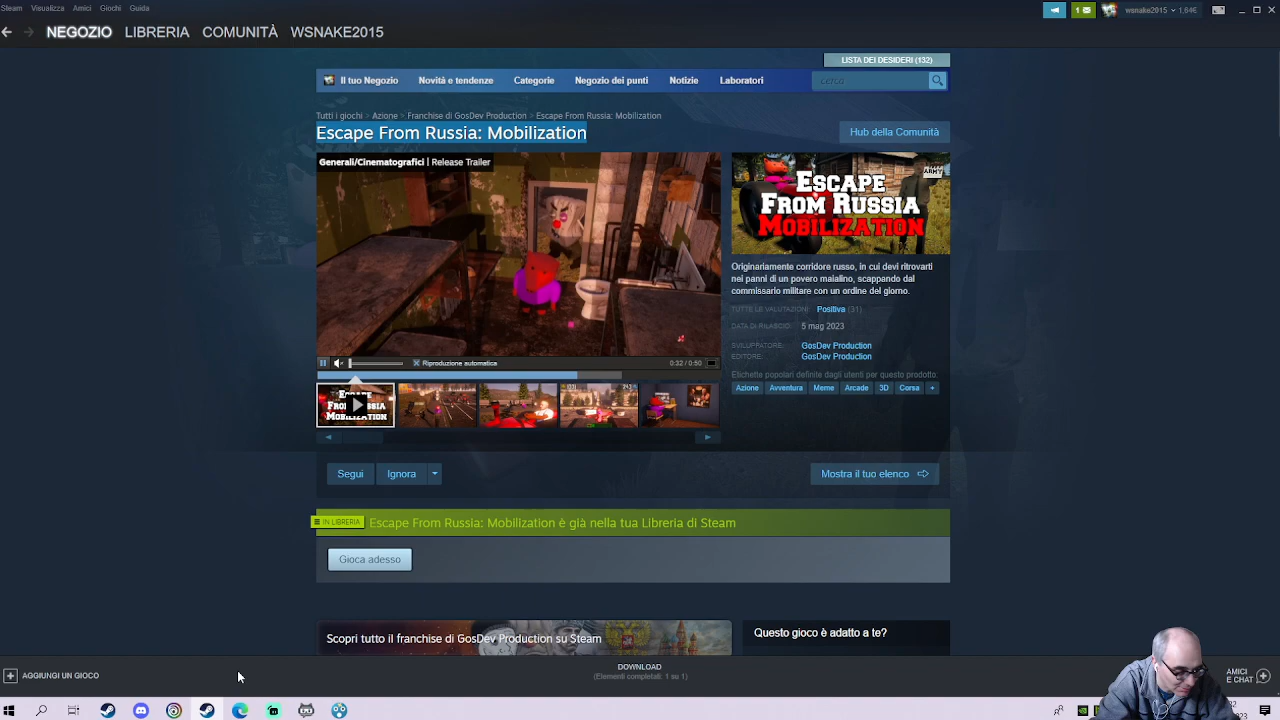 Steam Visualizza Amici Giochi Guida
1
wsnake2015
1,64€
NEGOZIO LIBRERIA COMUNITÀ WSNAKE2015
LISTA DEI DESIDERI (132)
Il tuo Negozio Novità e tendenze Categorie Negozio dei punti Notizie Laboratori cerca
Tutti i giochi > Azione > Franchise di GosDev Production > Escape From Russia: Mobilization
Escape From Russia: Mobilization
Hub della Comunità
Generali/Cinematografici | Release Trailer
Riproduzione automatica
0:32 / 0:50
ESCAPE
FROM RUSSIA
MOBILIZATION
Originariamente corridore russo, in cui devi ritrovarti
nei panni di un povero maialino, scappando dal
commissario militare con un ordine del giorno.
TUTTE LE VALUTAZIONI: Positiva (31)
DATA DI RILASCIO: 5 mag 2023
SVILUPPATORE: GosDev Production
EDITORE: GosDev Production
Etichette popolari definite dagli utenti per questo prodotto:
Azione Avventura Meme Arcade 3D Corsa +
Segui Ignora
Mostra il tuo elenco
IN LIBRERIA
Escape From Russia: Mobilization è già nella tua Libreria di Steam
Gioca adesso
Scopri tutto il franchise di GosDev Production su Steam
Questo gioco è adatto a te?
AGGIUNGI UN GIOCO
DOWNLOAD
(Elementi completati: 1 su 1)
AMICI
E CHAT